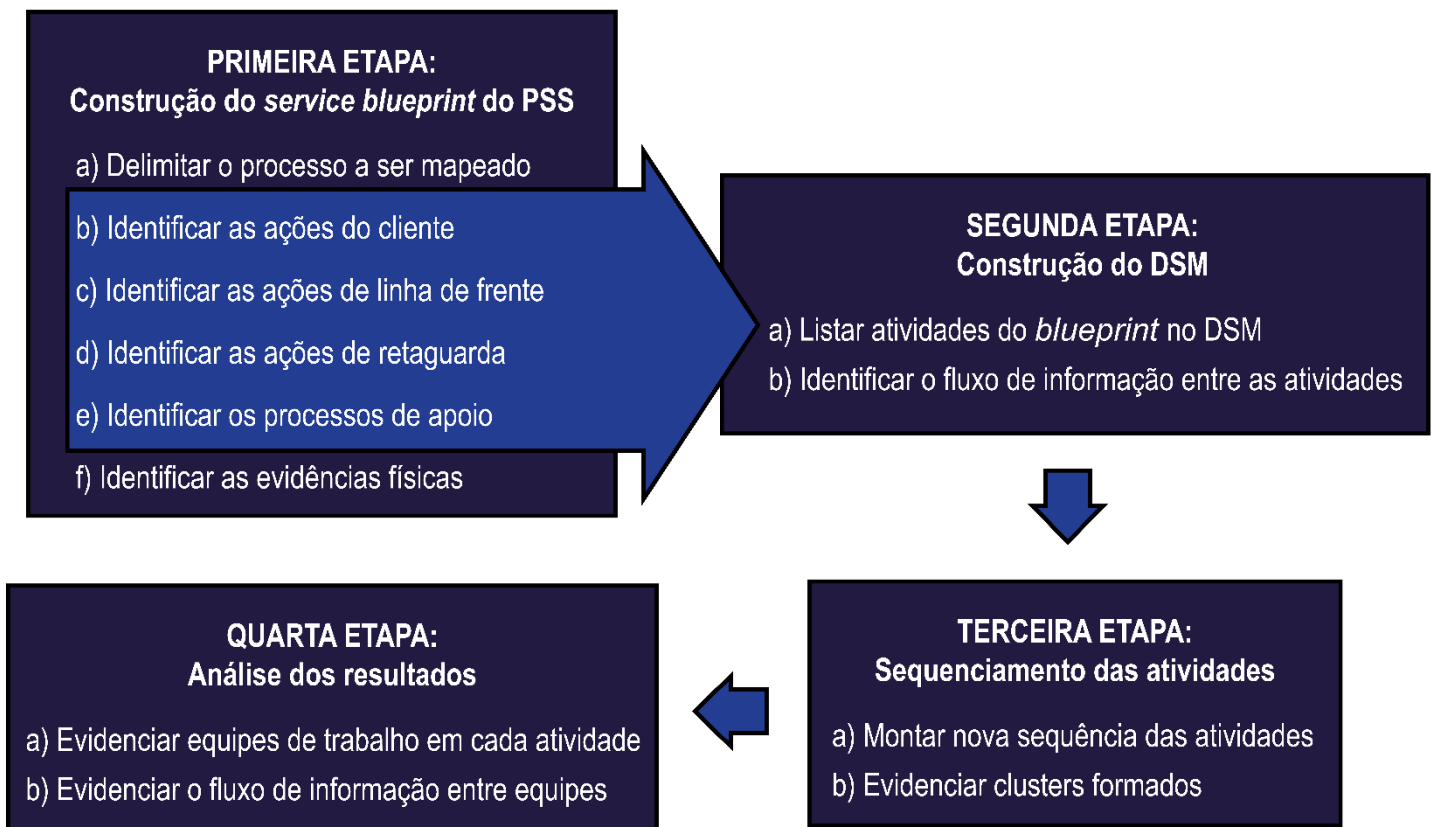 PRIMEIRA ETAPA:
Construção do service blueprint do PSS
a) Delimitar o processo a ser mapeado
b) Identificar as ações do cliente
c) Identificar as ações de linha de frente
d) Identificar as ações de retaguarda
e) Identificar os processos de apoio
f) Identificar as evidências físicas
SEGUNDA ETAPA:
Construção do DSM
a) Listar atividades do blueprint no DSM
b) Identificar o fluxo de informação entre as atividades
TERCEIRA ETAPA:
Sequenciamento das atividades
a) Montar nova sequência das atividades
b) Evidenciar clusters formados
QUARTA ETAPA:
Análise dos resultados
a) Evidenciar equipes de trabalho em cada atividade
b) Evidenciar o fluxo de informação entre equipes